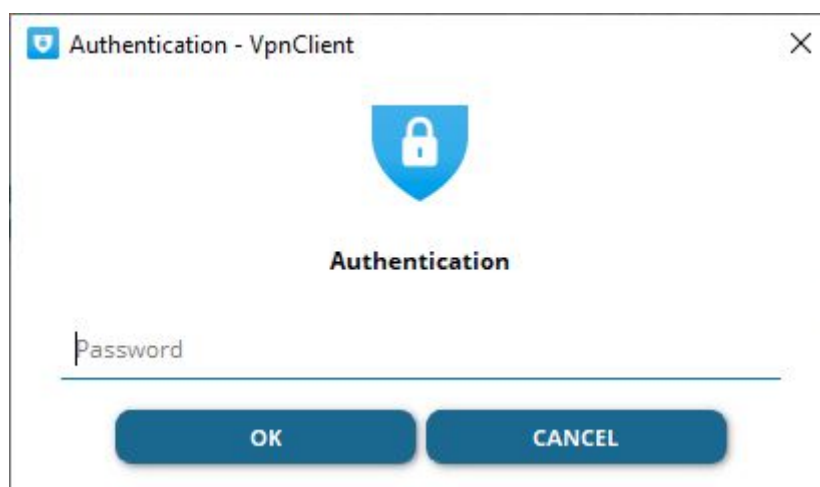 Authentication - VpnClient
Authentication
Password
OK
CANCEL